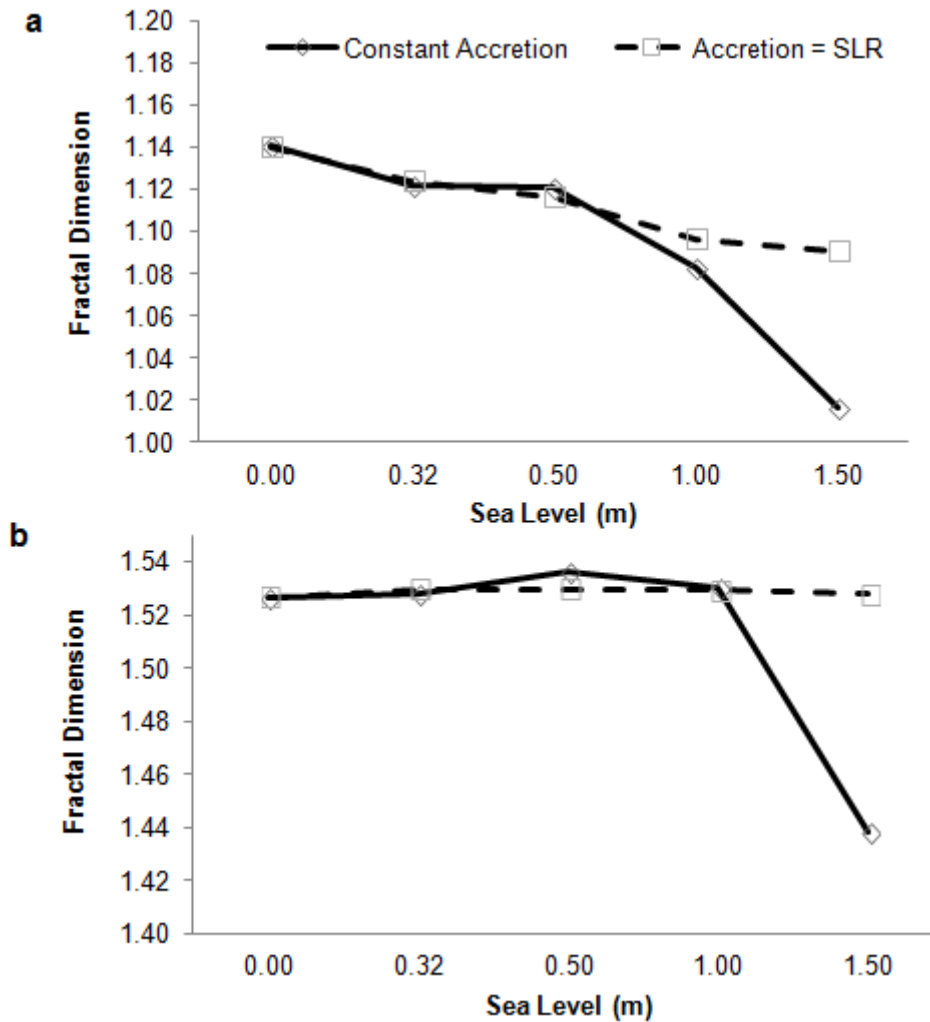 a
Constant Accretion Accretion = SLR
Fractal Dimension
1.20
1.18
1.16
1.14
1.12
1.10
1.08
1.06
1.04
1.02
1.00
0.00 0.32 0.50 1.00 1.50
Sea Level (m)
b
Fractal Dimension
1.54
1.52
1.50
1.48
1.46
1.44
1.42
1.40
0.00 0.32 0.50 1.00 1.50
Sea Level (m)